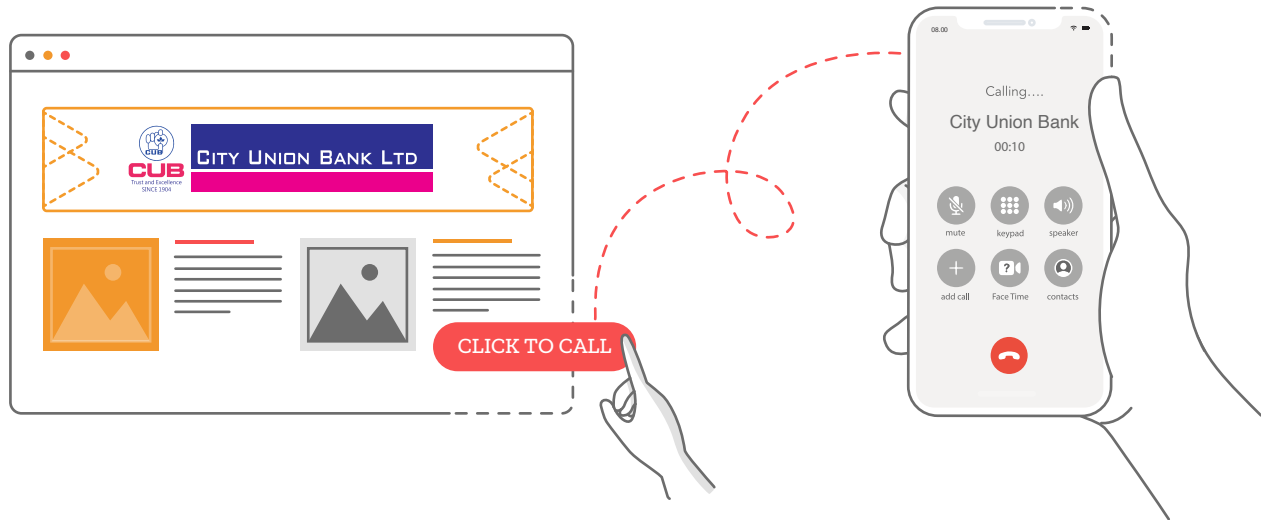 CUB
CUB
Trust and Excellence
SINCE 1904
CITY UNION BANK LTD
CLICK TO CALL
08.00
Calling....
City Union Bank
00:10
mute
keypad
speaker
?
add call
Face Time
contacts